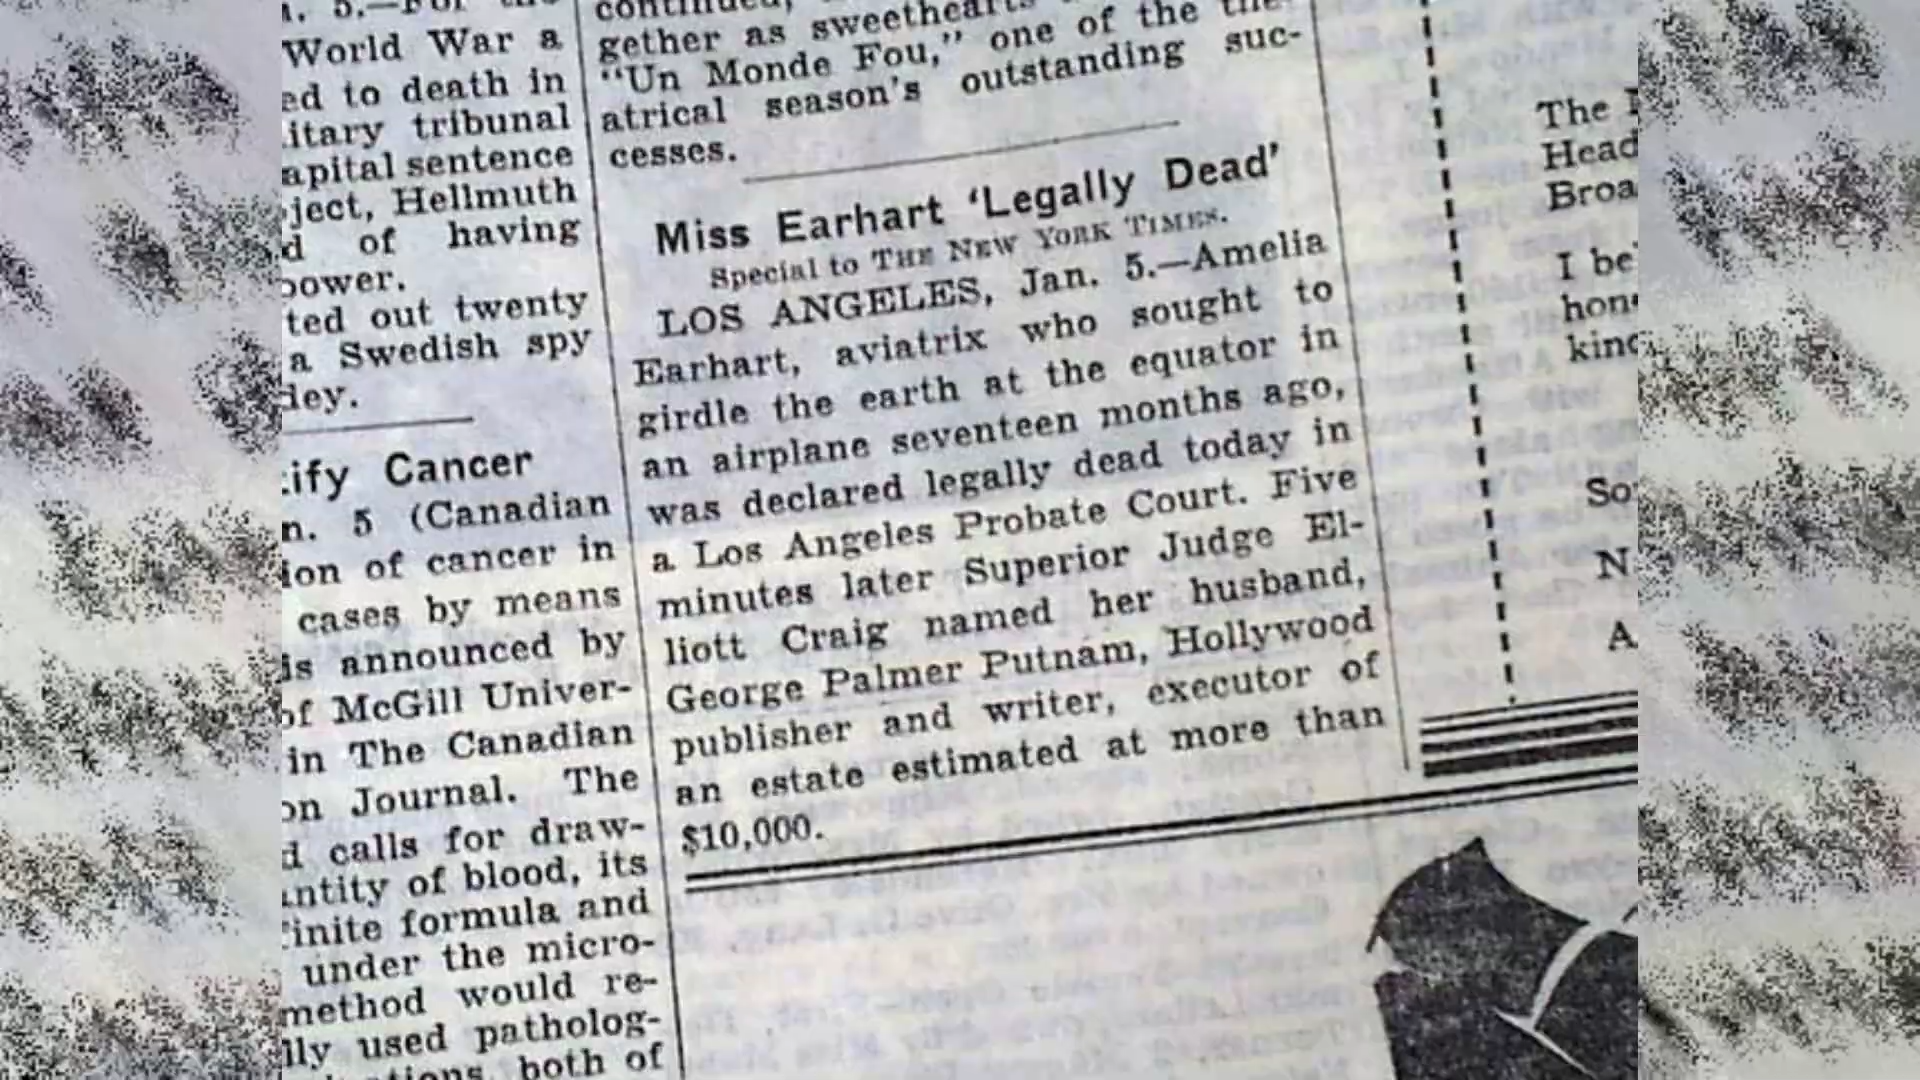 World War a
ed to death in
itary tribunal
apital sentence
ject, Hellmuth
d of having
power.
ted out twenty
a Swedish spy
ley.
ify Cancer
n. 5 (Canadian
ion of cancer in
cases by means
is announced by
of McGill Univer-
in The Canadian
on Journal. The
d calls for draw-
ntity of blood, its
finite formula and
under the micro-
method would re-
lly used patholog-
both of
gether as sweethearts
"Un Monde Fou," one of the the-
atrical season's outstanding suc-
cesses.
Miss Earhart 'Legally Dead'
Special to THE NEW YORK TIMES.
LOS ANGELES, Jan. 5.—Amelia
Earhart, aviatrix who sought to
girdle the earth at the equator in
an airplane seventeen months ago,
was declared legally dead today in
a Los Angeles Probate Court. Five
minutes later Superior Judge El-
liott Craig named her husband,
George Palmer Putnam, Hollywood
publisher and writer, executor of
an estate estimated at more than
$10,000.
The
Head
Broa
I be
hon
kind
So
N
A